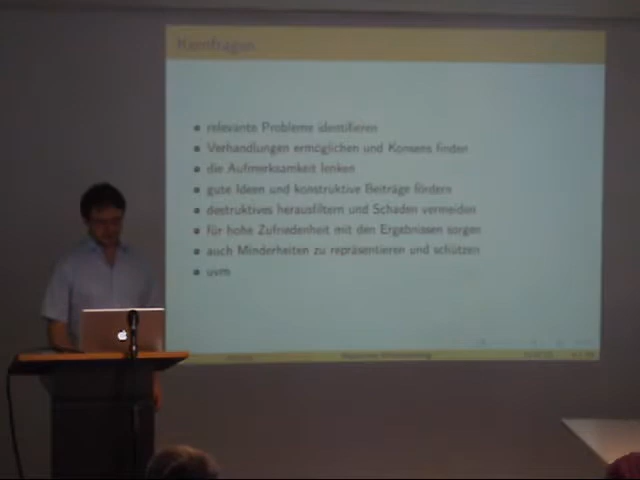 Kernfragen
relevante Probleme identifizieren
Verhandlungen ermöglichen und Konsens finden
die Aufmerksamkeit lenken
gute Ideen und konstruktive Beiträge fördern
destruktives herausfiltern und Schaden vermeiden
für hohe Zufriedenheit mit den Ergebnissen sorgen
auch Minderheiten zu repräsentieren und schützen
uvm